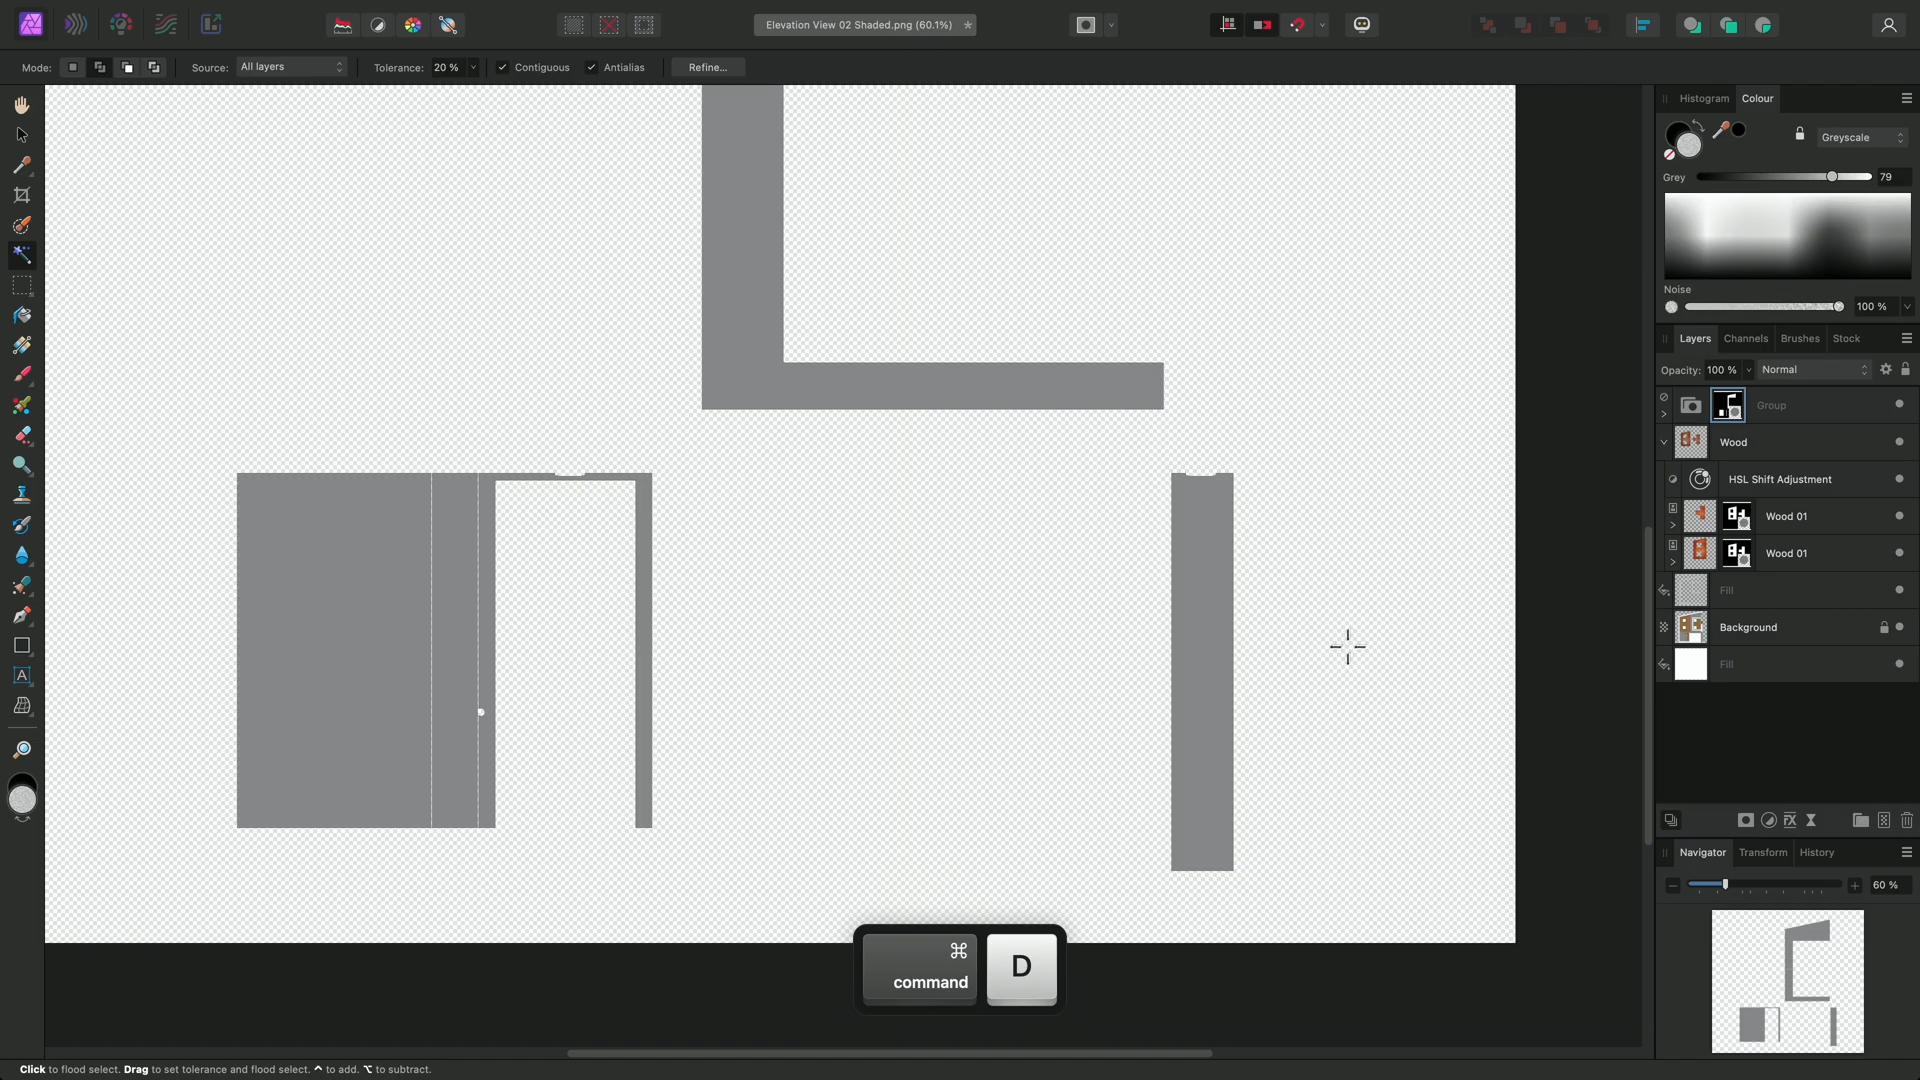 Elevation View 02 Shaded.png (60.1%) *
Mode: Source: All layers Tolerance: 20 % Contiguous Antialias Refine...
Histogram Colour
Greyscale
Grey 79
Noise
100 %
Layers Channels Brushes Stock
Opacity: 100 % Normal
Group
Wood
HSL Shift Adjustment
Wood 01
Wood 01
Fill
Background
Fill
Navigator Transform History
60 %
⌘
command
D
Click to flood select. Drag to set tolerance and flood select. ⌃ to add. ⌥ to subtract.